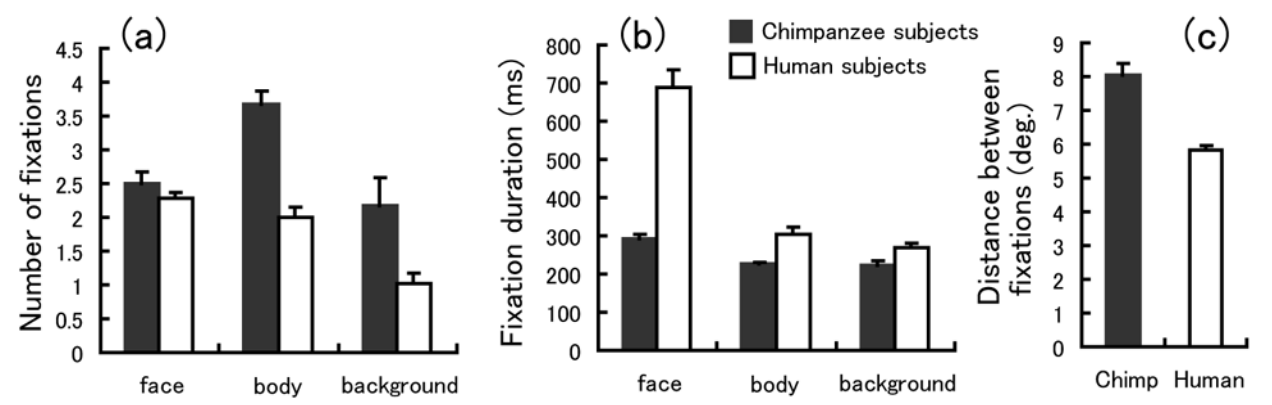 (a)
Number of fixations
4.5
4
3.5
3
2.5
2
1.5
1
0.5
0
face body background
(b)
Chimpanzee subjects
Human subjects
Fixation duration (ms)
800
700
600
500
400
300
200
100
0
face body background
(c)
Distance between
fixations (deg.)
9
8
7
6
5
4
3
2
1
0
Chimp Human